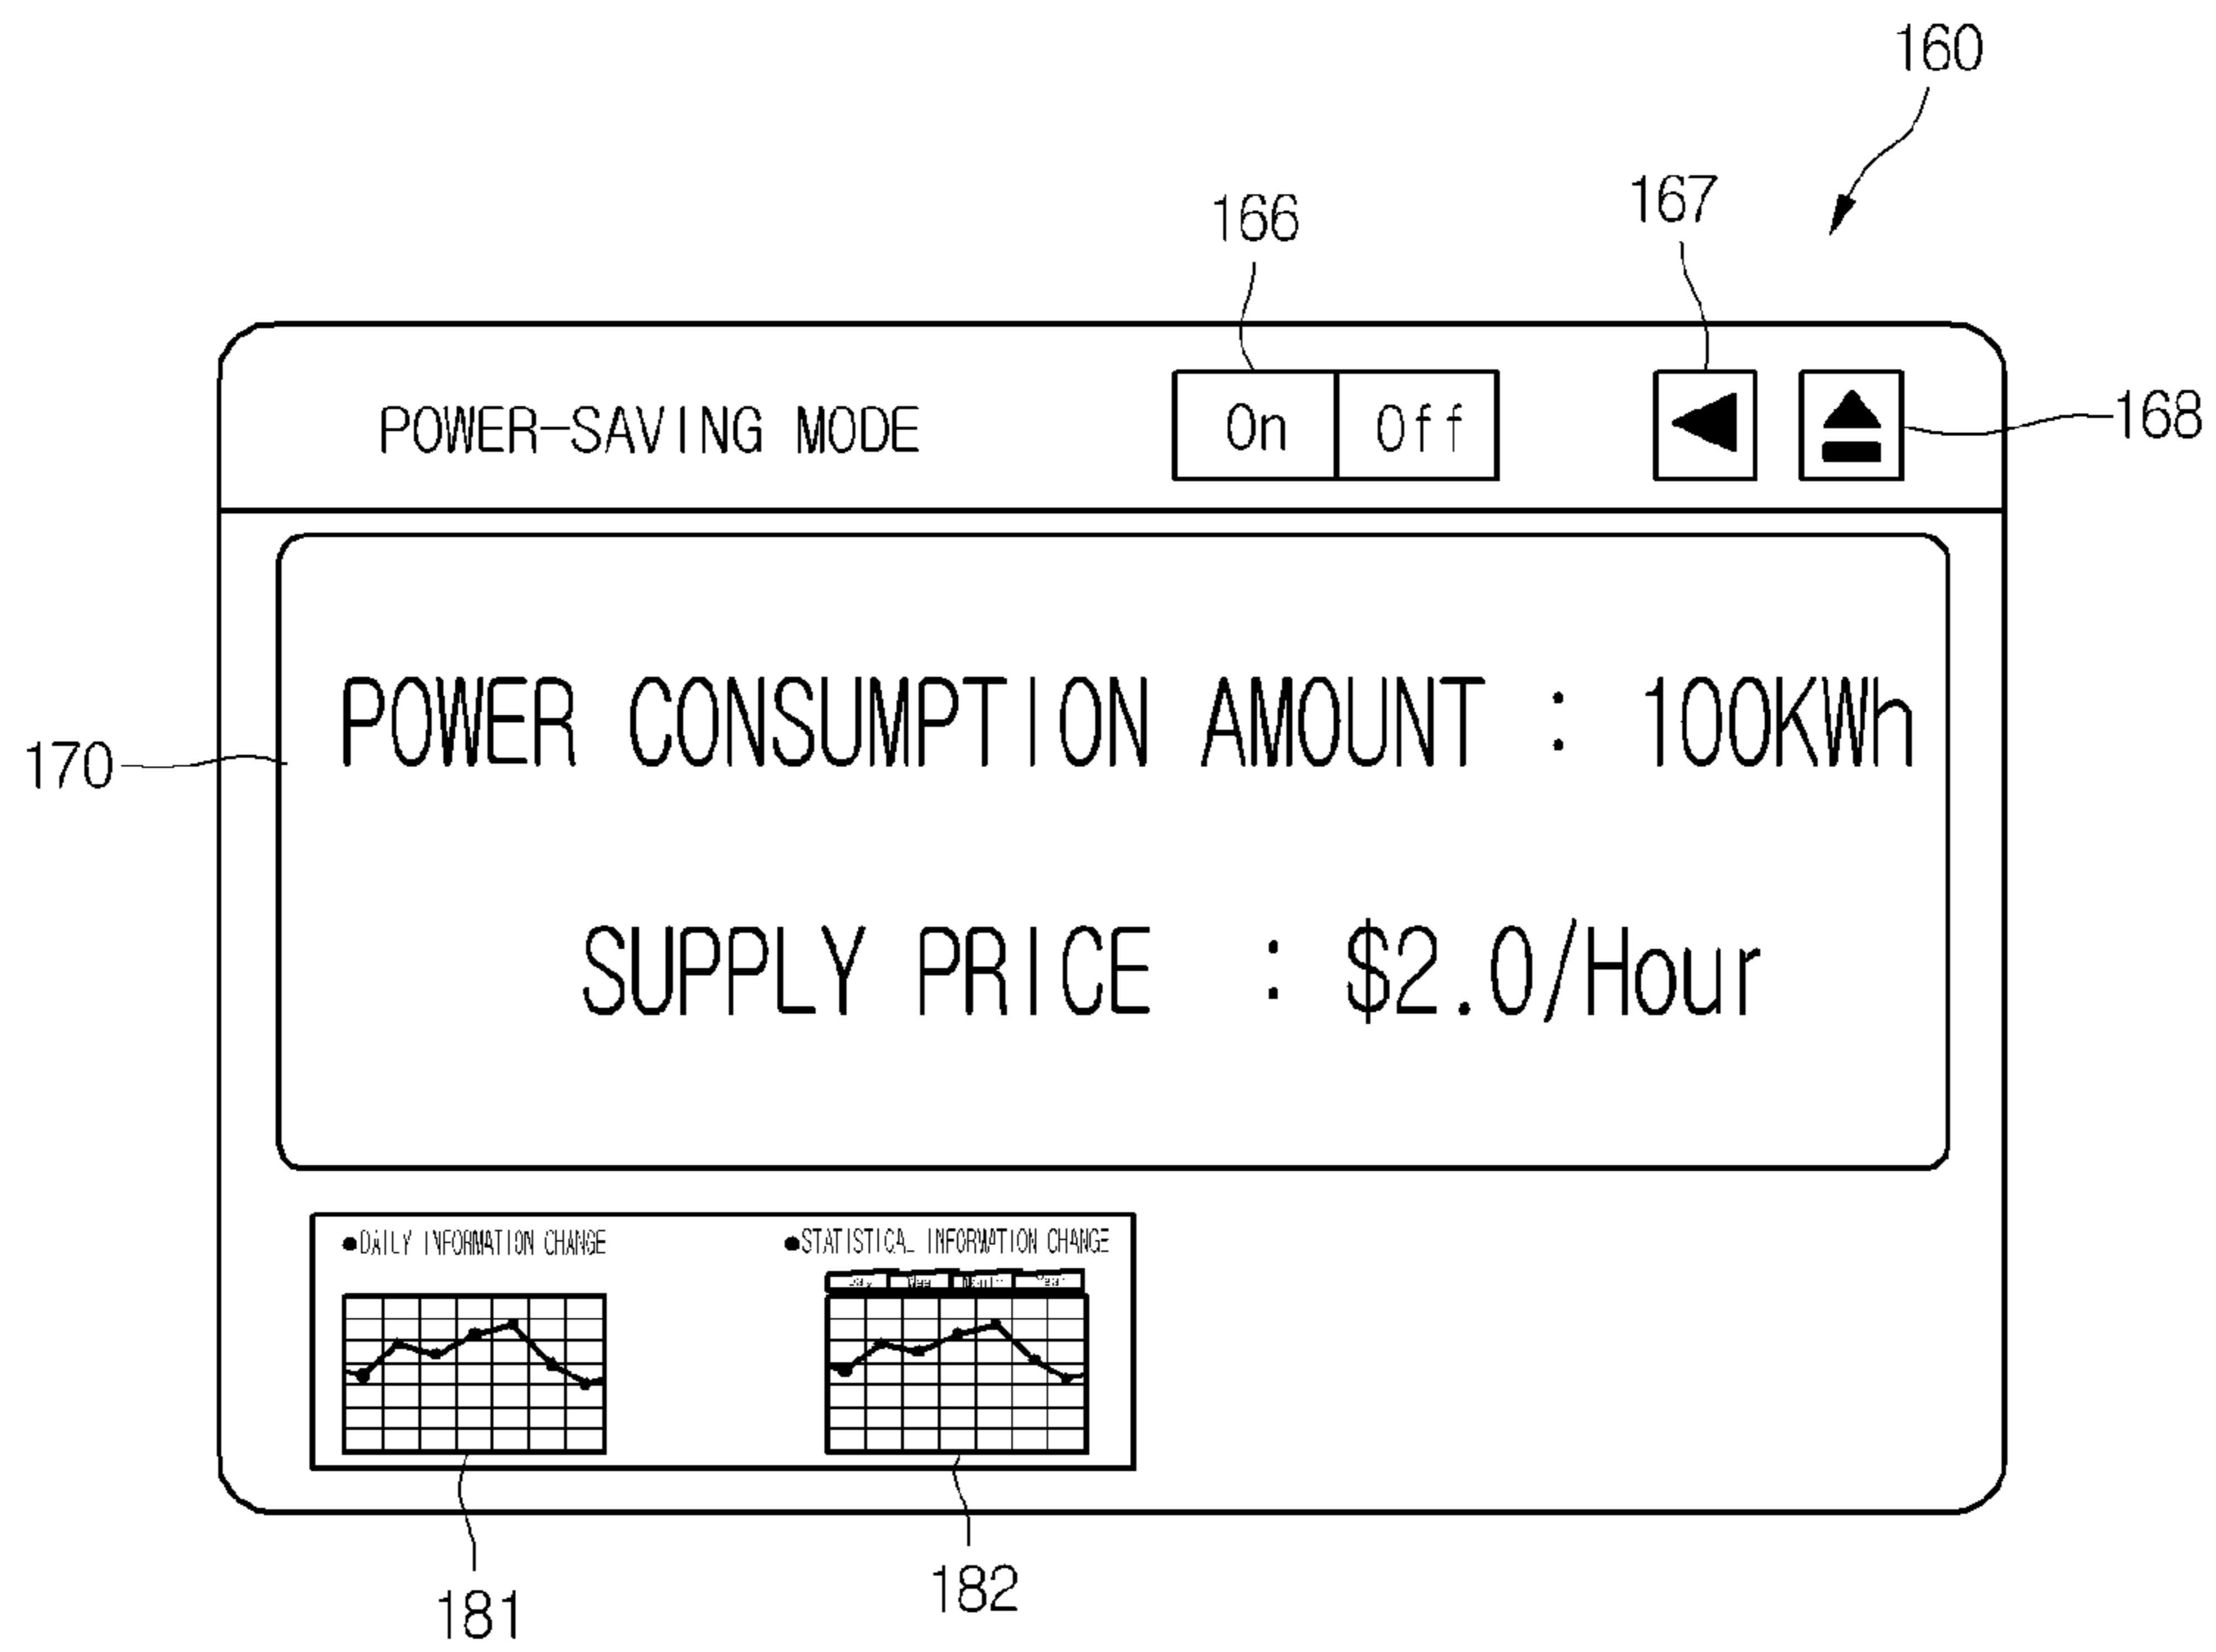 160
167
166
POWER-SAVING MODE On Off
168
POWER CONSUMPTION AMOUNT : 100KWh
170
SUPPLY PRICE : $2.0/Hour
●DAILY INFORMATION CHANGE ●STATISTICAL INFORMATION CHANGE
181
182